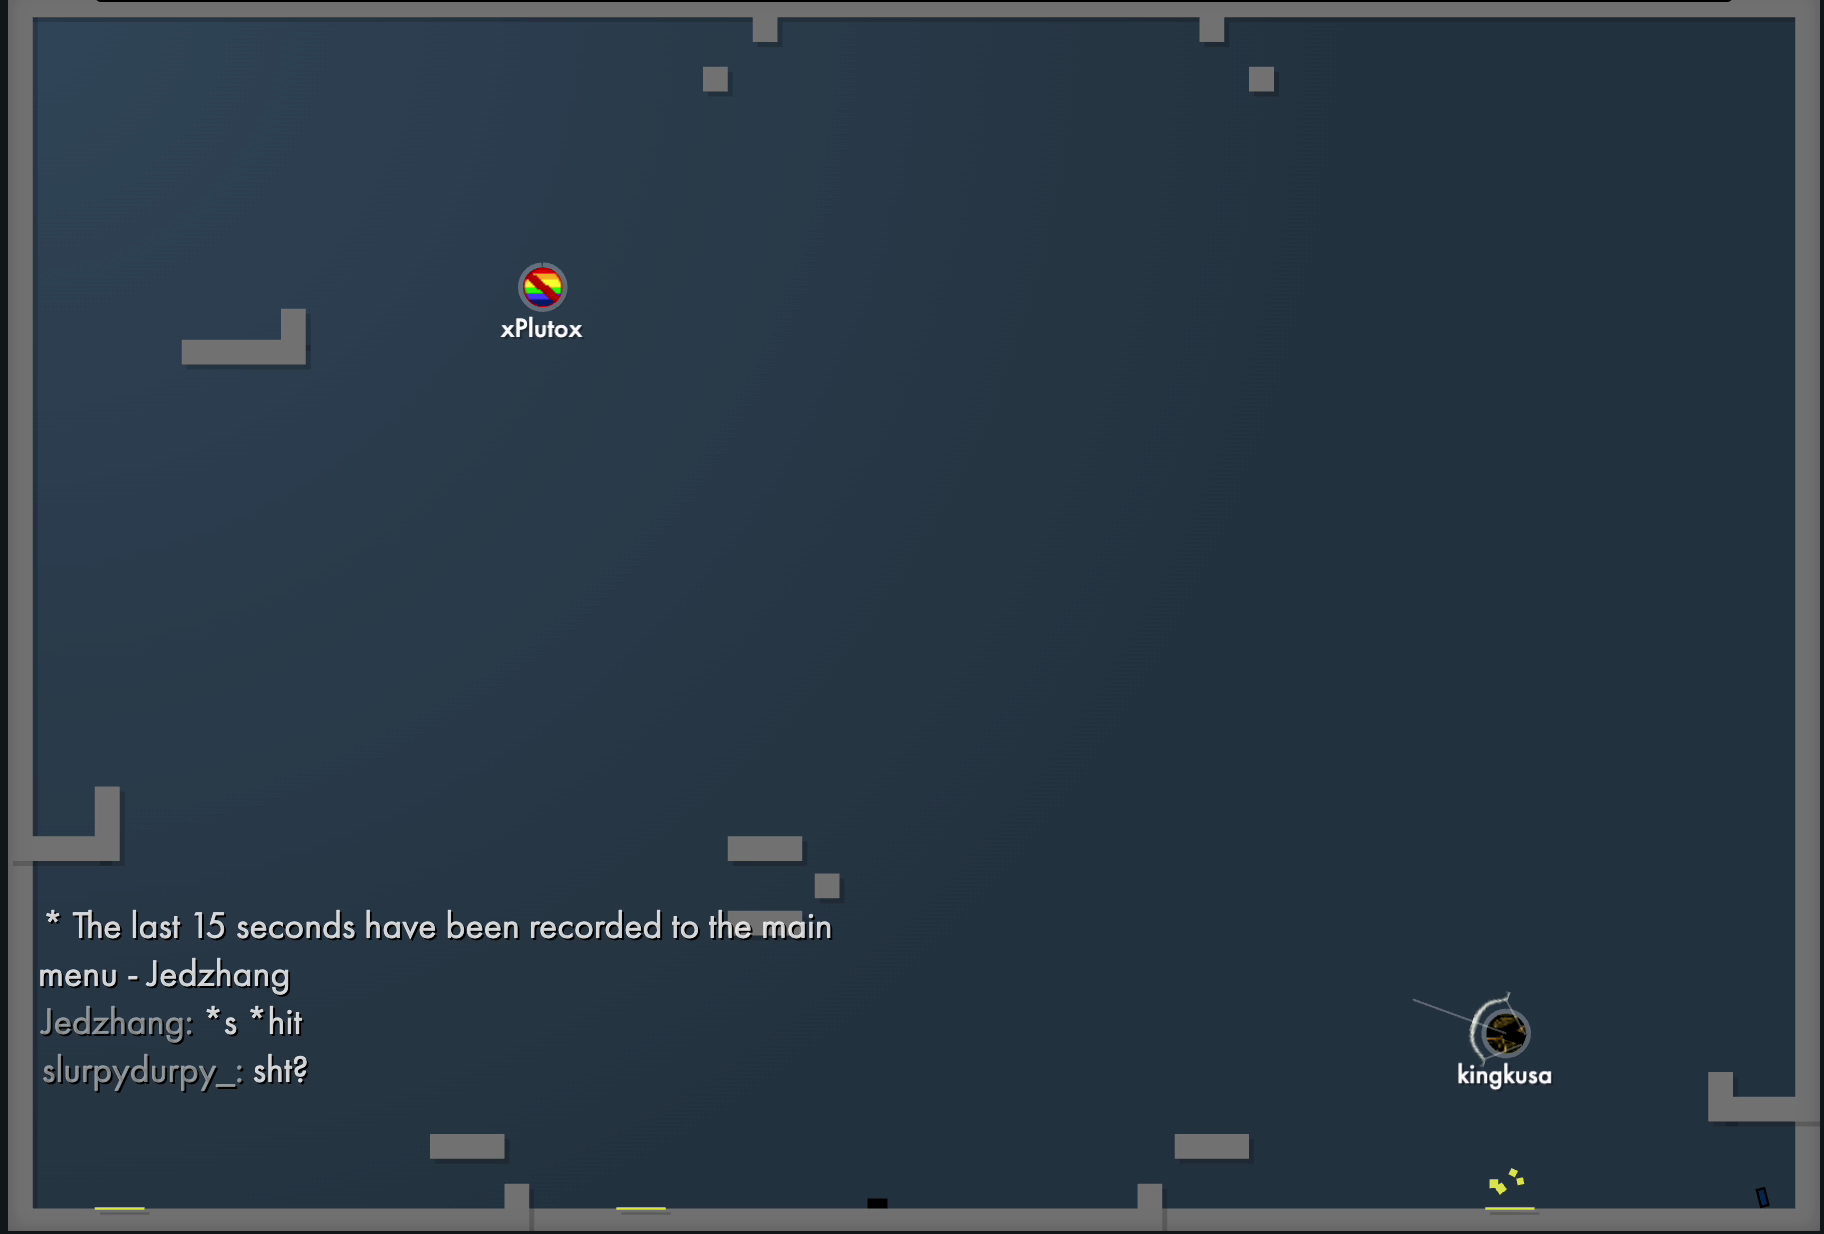 xPlutox
* The last 15 seconds have been recorded to the main
menu - Jedzhang
Jedzhang: *s *hit
slurpydurpy_: sht?
kingkusa